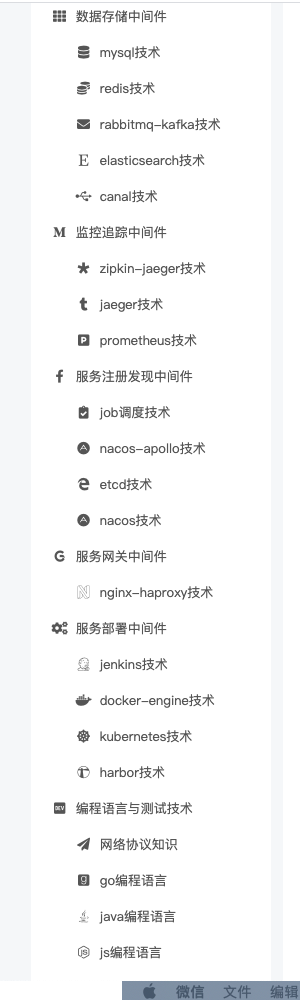 数据存储中间件
mysql技术
redis技术
rabbitmq-kafka技术
E elasticsearch技术
canal技术
M 监控追踪中间件
zipkin-jaeger技术
t jaeger技术
P prometheus技术
f 服务注册发现中间件
job调度技术
nacos-apollo技术
e etcd技术
nacos技术
G 服务网关中间件
N nginx-haproxy技术
服务部署中间件
jenkins技术
docker-engine技术
kubernetes技术
harbor技术
DEV 编程语言与测试技术
网络协议知识
g go编程语言
java编程语言
JS js编程语言
微信 文件 编辑